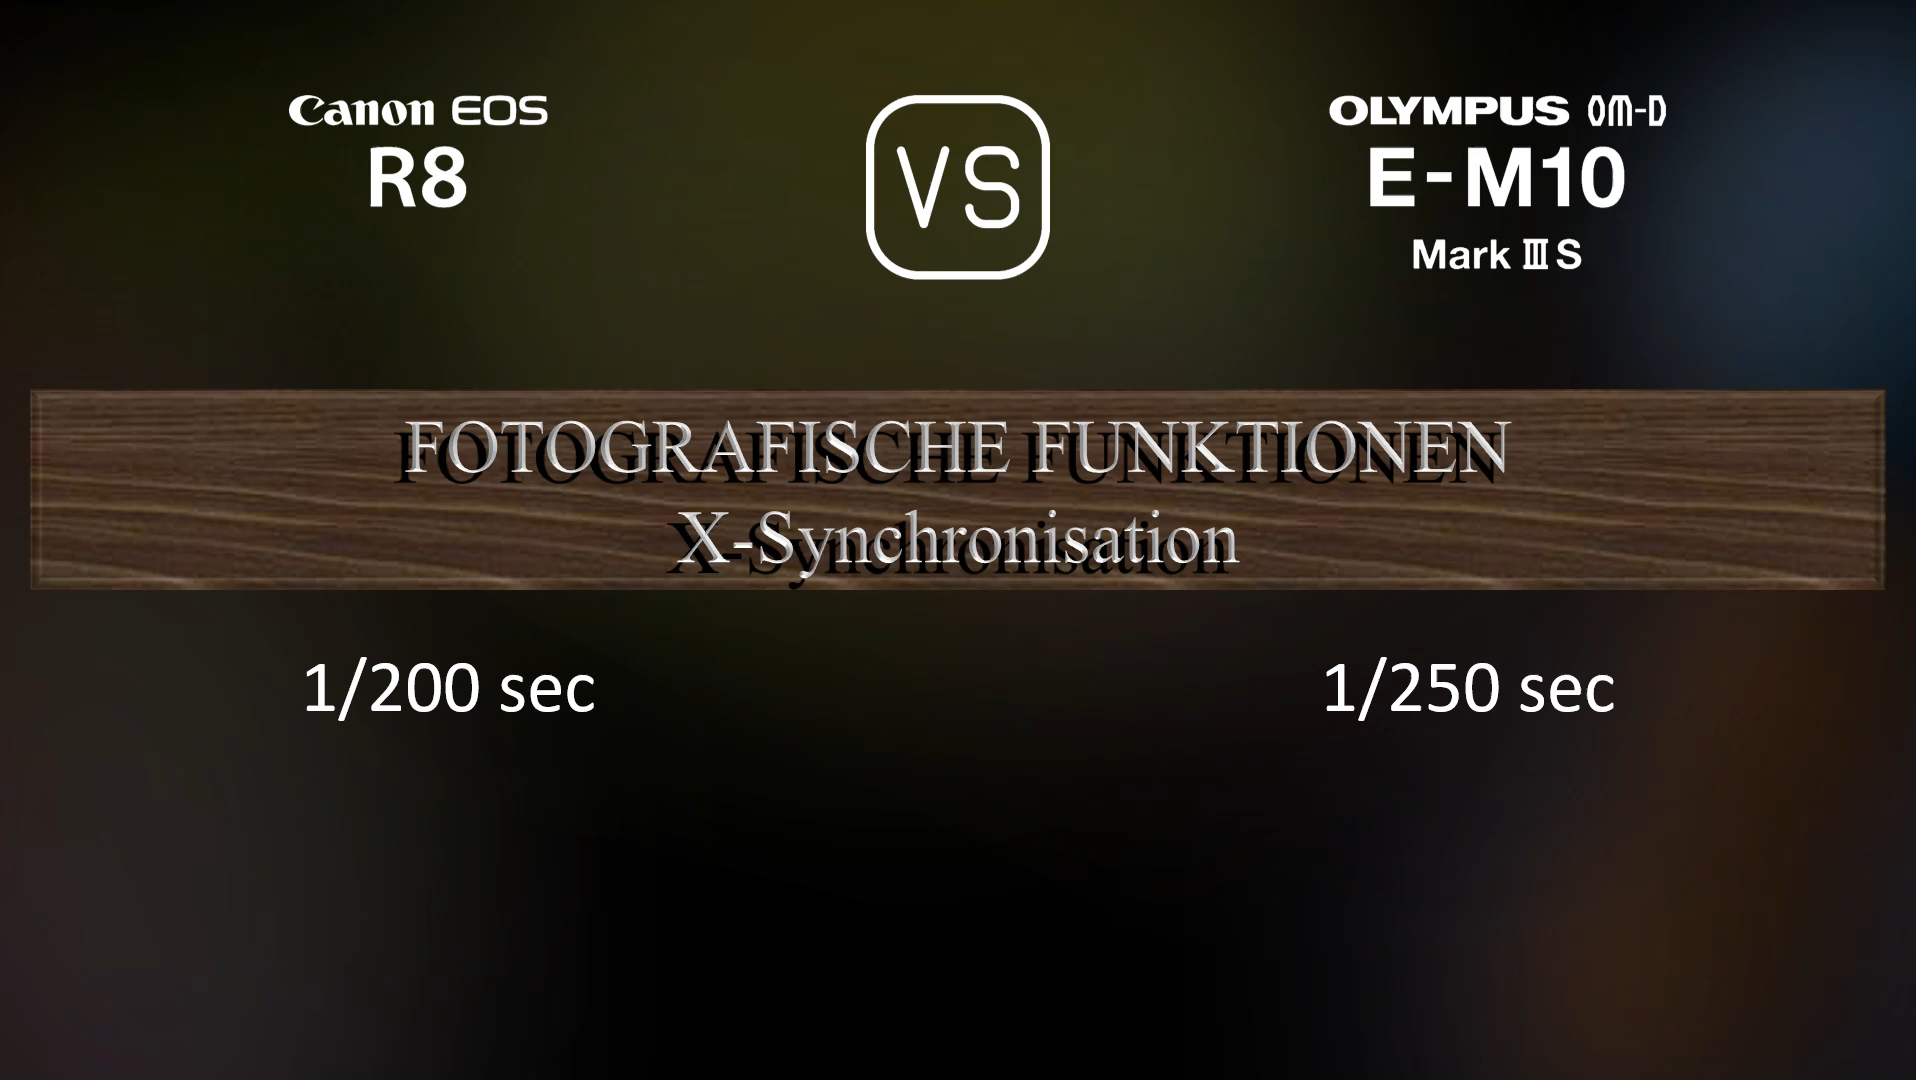 Canon EOS
R8
VS
OLYMPUS OM-D
E-M10
Mark III S
FOTOGRAFISCHE FUNKTIONEN
X-Synchronisation
1/200 sec
1/250 sec